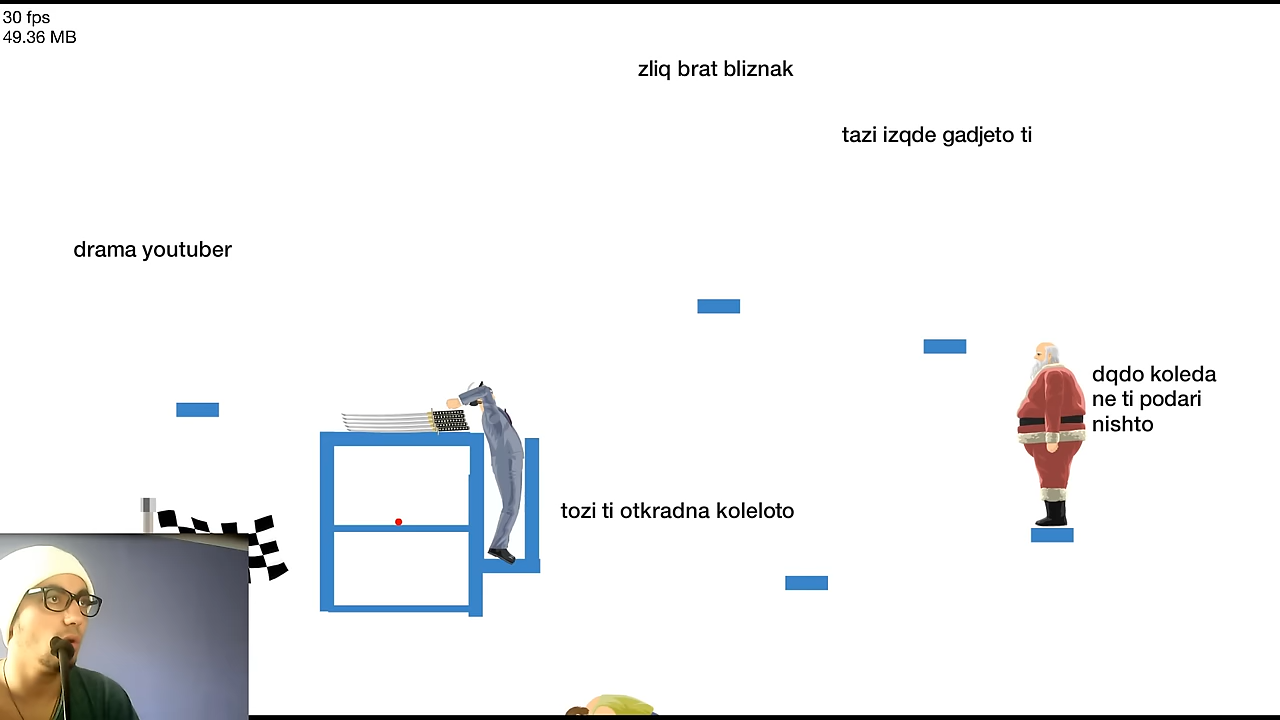 30 fps
49.36 MB
zliq brat bliznak
tazi izqde gadjeto ti
drama youtuber
dqdo koleda
ne ti podari
nishto
tozi ti otkradna koleloto